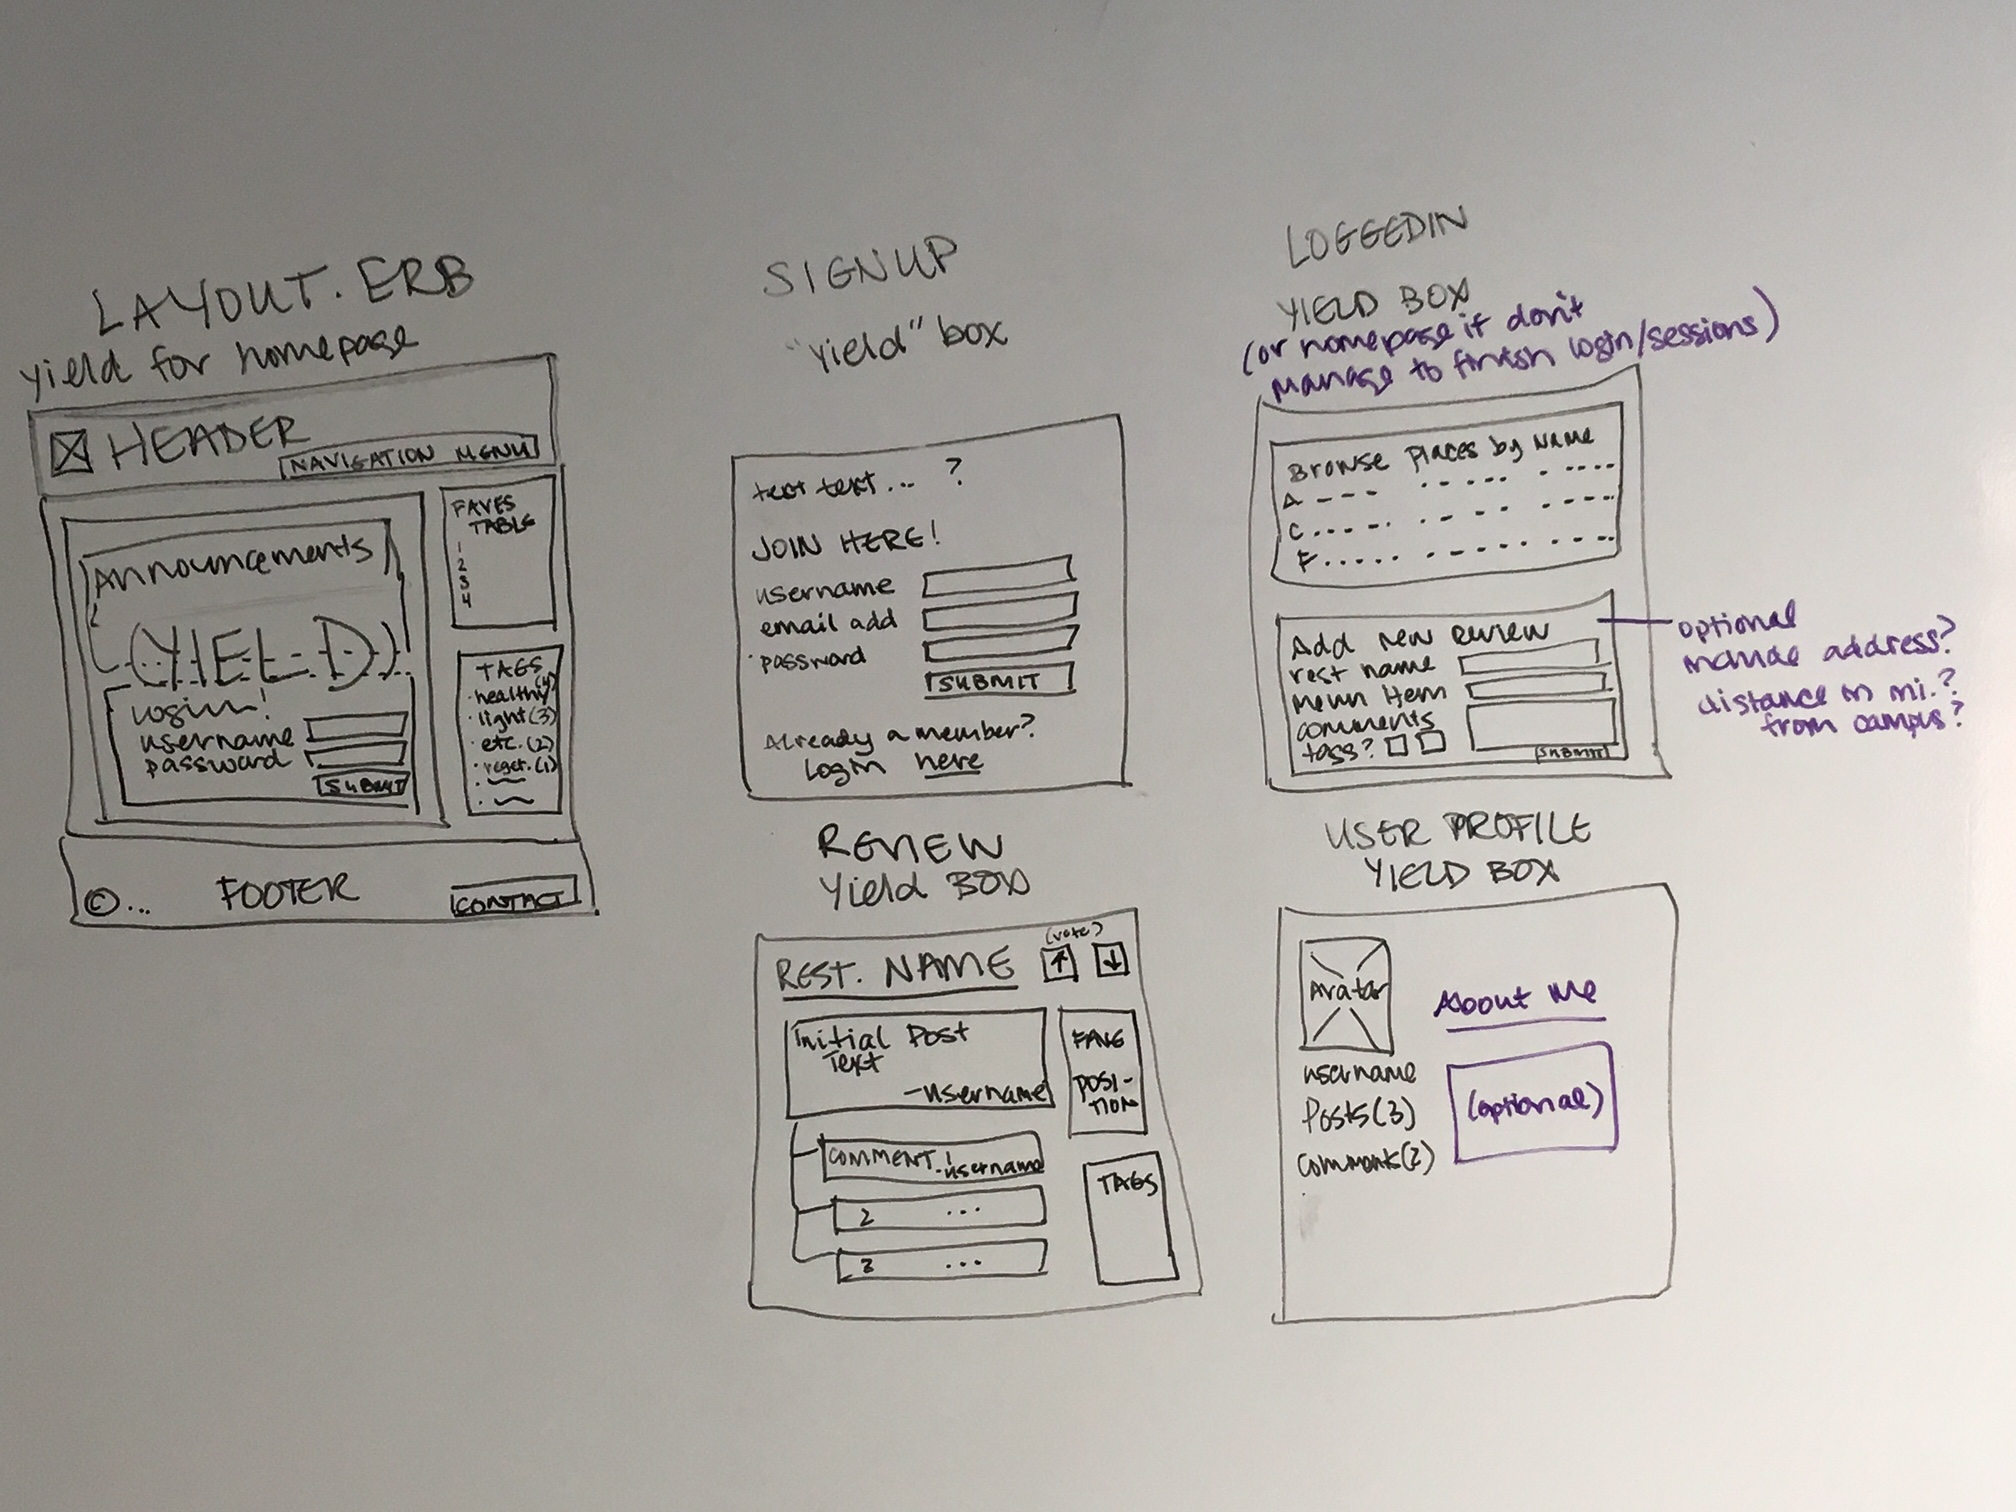 LAYOUT.ERB
yield for homepage
HEADER
NAVIGATION MENU
Announcements
(YIELD)
login!
username
password
SUBMIT
FAVES
TABLE
1
2
3
4
TAGS
· healthy(4)
· light(3)
· etc.(2)
©...
FOOTER
CONTACT
SIGNUP
"yield" box
text text... ?
JOIN HERE!
username
email add
password
SUBMIT
Already a member?
login here
LOGGEDIN
YIELD BOX
(or homepage if don't
manage to finish login/sessions)
Browse places by Name
A
C
F
Add new review
rest name
menu item
comments
tags?
SUBMIT
optional
include address?
distance in mi.?
from campus?
REVIEW
Yield BOX
REST. NAME
(vote)
↑ ↓
Initial Post
Text
-username
COMMENT 1
-username
2 ...
3 ...
FAVE
POSI-
TION
TAGS
USER PROFILE
YIELD BOX
Avatar
username
Posts(3)
comments(2)
About Me
(optional)